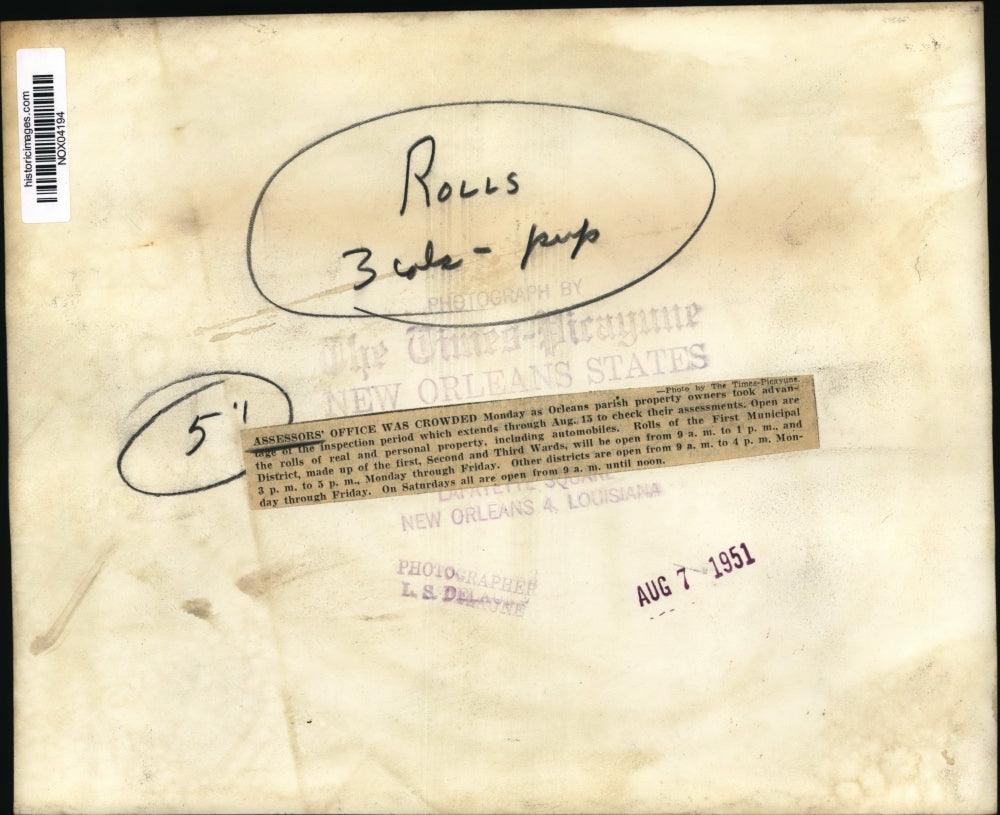 historicimages.com
NOX04194
ROLLS
3 cols - pup
PHOTOGRAPH BY
The Times-Picayune
NEW ORLEANS STATES
5"
—Photo by The Times-Picayune.
ASSESSORS' OFFICE WAS CROWDED Monday as Orleans parish property owners took advan-
tage of the inspection period which extends through Aug. 15 to check their assessments. Open are
the rolls of real and personal property, including automobiles. Rolls of the First Municipal
District, made up of the first, Second and Third Wards, will be open from 9 a. m. to 1 p. m., and
3 p. m. to 5 p. m., Monday through Friday. Other districts are open from 9 a. m. to 4 p. m. Mon-
day through Friday. On Saturdays all are open from 9 a. m. until noon.
LAFAYETTE SQUARE
NEW ORLEANS 4, LOUISIANA
PHOTOGRAPHER
L. S. DELAUNE
AUG 7 1951